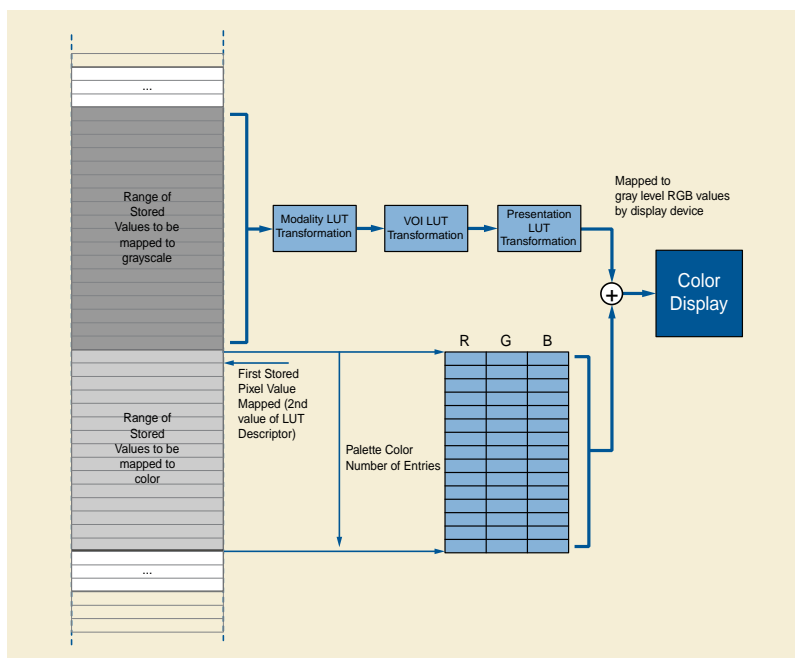 ...
Range of
Stored
Values to be
mapped to
grayscale
Modality LUT
Transformation
VOI LUT
Transformation
Presentation
LUT
Transformation
Mapped to
gray level RGB values
by display device
+
Color
Display
R G B
First Stored
Pixel Value
Mapped (2nd
value of LUT
Descriptor)
Palette Color
Number of Entries
Range of
Stored
Values to be
mapped to
color
...